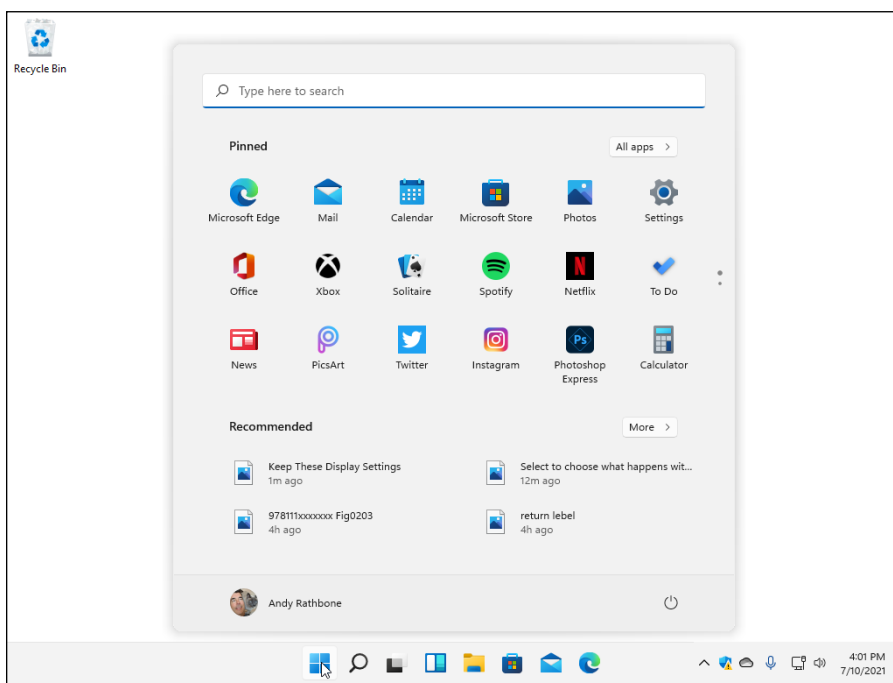 Recycle Bin
Type here to search
Pinned
All apps
Microsoft Edge
Mail
Calendar
Microsoft Store
Photos
Settings
Office
Xbox
Solitaire
Spotify
Netflix
To Do
News
PicsArt
Twitter
Instagram
Ps
Photoshop
Express
Calculator
Recommended
More
Keep These Display Settings
1m ago
Select to choose what happens wit...
12m ago
978111xxxxxxx Fig0203
4h ago
return lebel
4h ago
Andy Rathbone
4:01 PM
7/10/2021